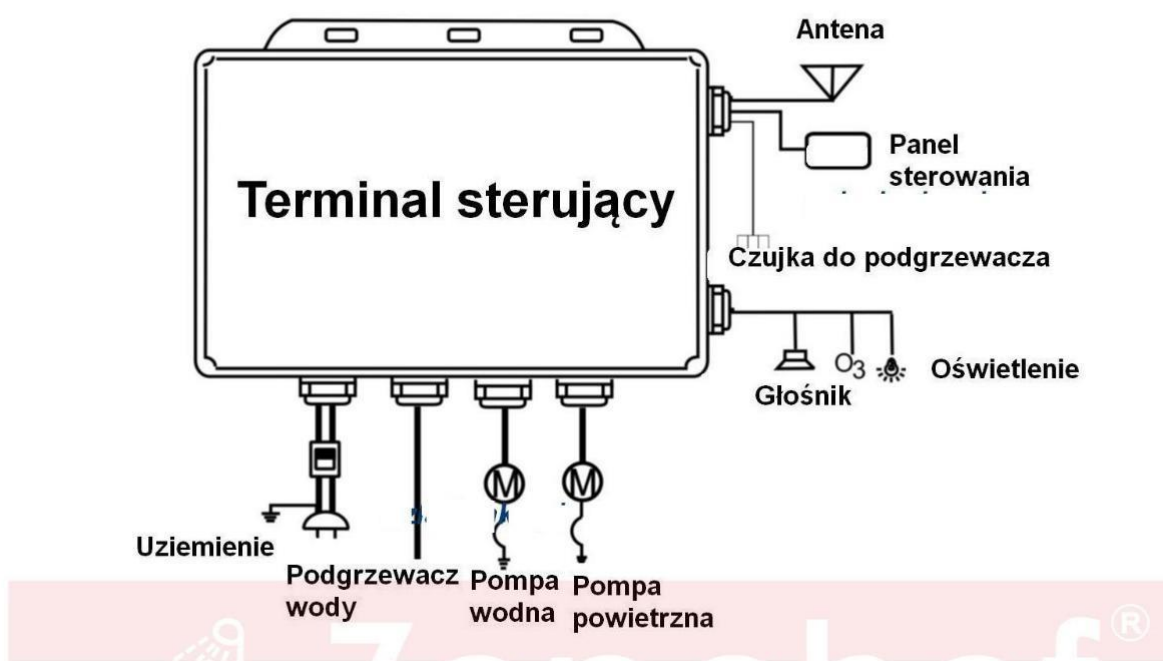 Antena
Panel
sterowania
Terminal sterujący
Czujka do podgrzewacza
O3
Oświetlenie
Głośnik
M
M
Uziemienie
Podgrzewacz
wody
Pompa
wodna
Pompa
powietrzna
®